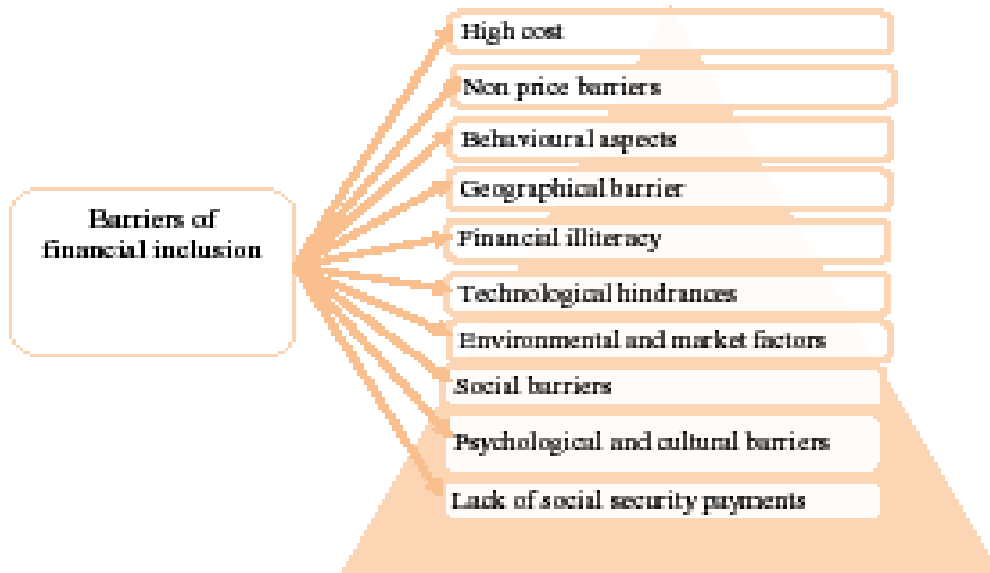 Barriers of
financial inclusion
High cost
Non price barriers
Behavioural aspects
Geographical barrier
Financial illiteracy
Technological hindrances
Environmental and market factors
Social barriers
Psychological and cultural barriers
Lack of social security payments